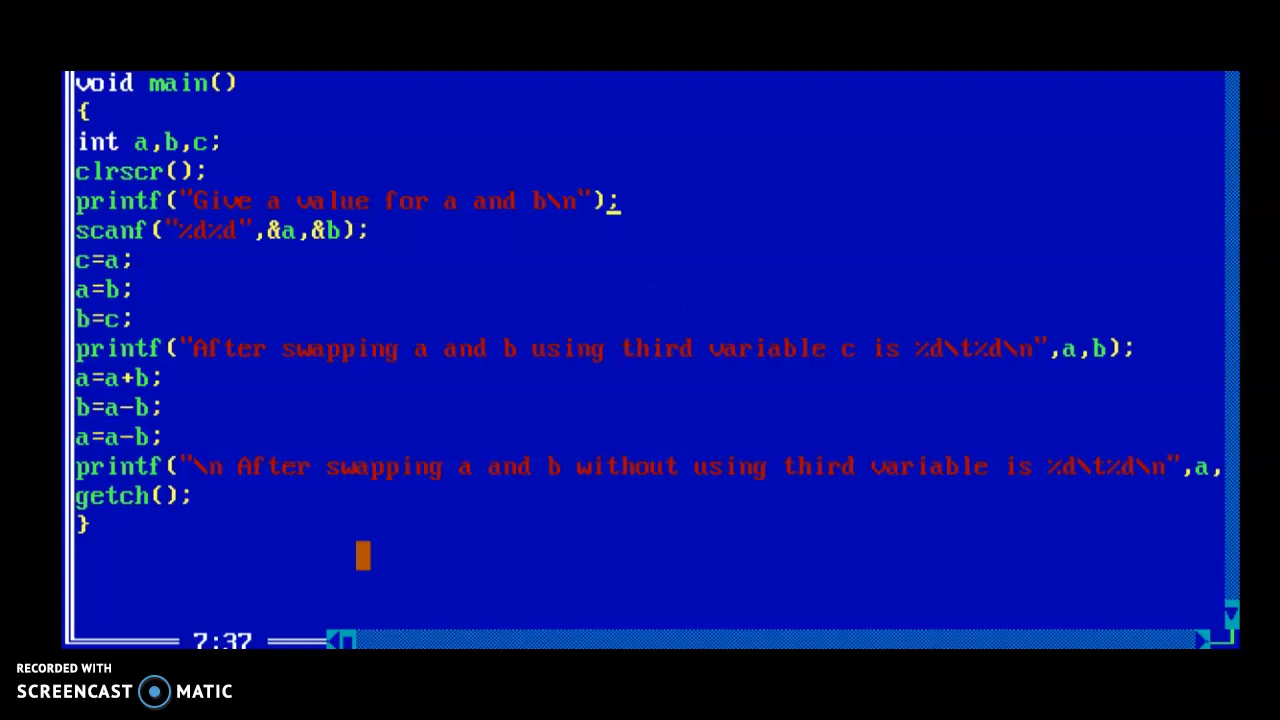 void main()
{
int a,b,c;
clrscr();
printf("Give a value for a and b\n");
scanf("%d%d",&a,&b);
c=a;
a=b;
b=c;
printf("After swapping a and b using third variable c is %d\t%d\n",a,b);
a=a+b;
b=a-b;
a=a-b;
printf("\n After swapping a and b without using third variable is %d\t%d\n",a,
getch();
}
7:37
RECORDED WITH
SCREENCAST MATIC